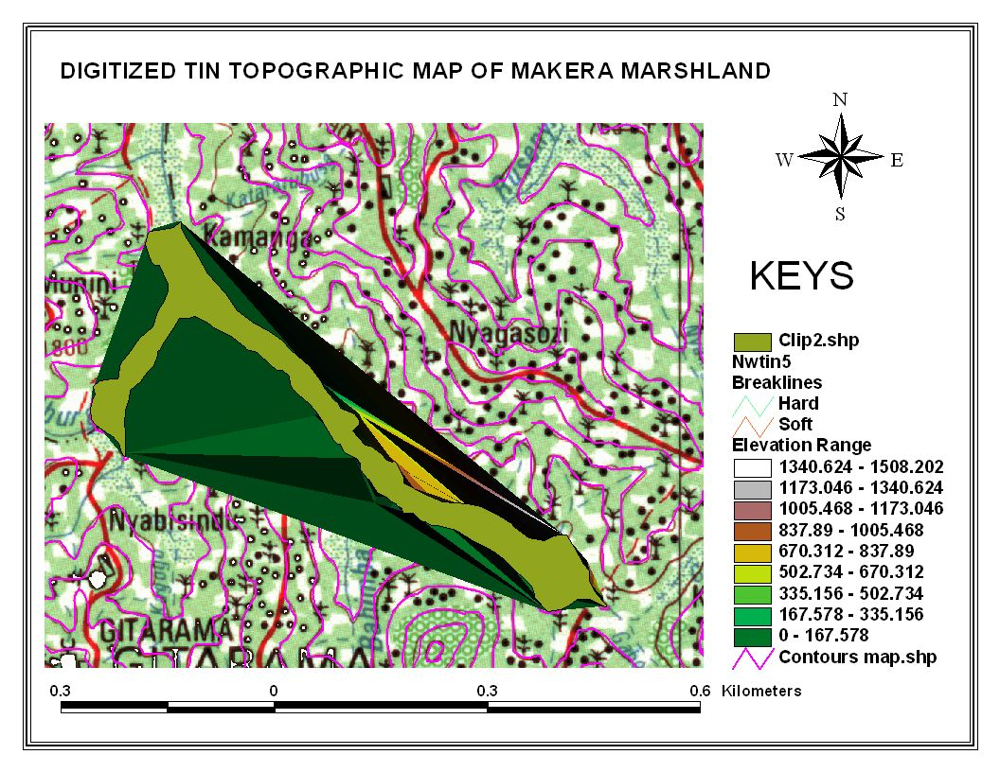 DIGITIZED TIN TOPOGRAPHIC MAP OF MAKERA MARSHLAND
N
W E
S
Kamanga
Nyagasozi
1800
Nyabisindu
GITARAMA
KEYS
Clip2.shp
Nwtin5
Breaklines
Hard
Soft
Elevation Range
1340.624 - 1508.202
1173.046 - 1340.624
1005.468 - 1173.046
837.89 - 1005.468
670.312 - 837.89
502.734 - 670.312
335.156 - 502.734
167.578 - 335.156
0 - 167.578
Contours map.shp
0.3 0 0.3 0.6 Kilometers